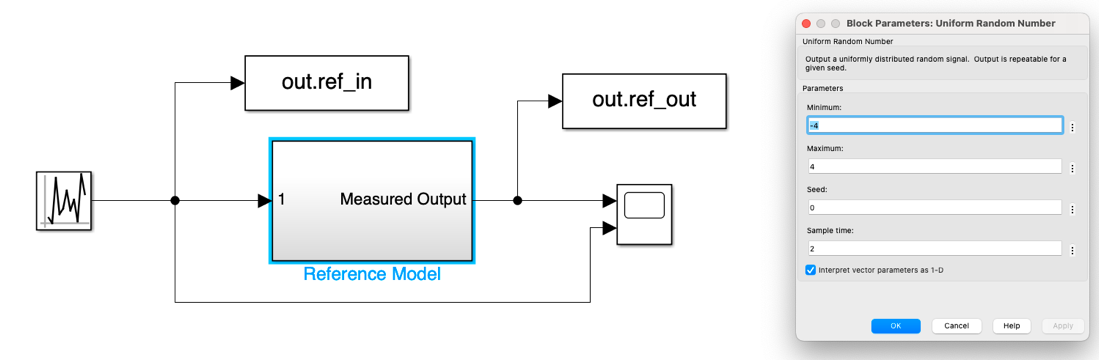 out.ref_in
out.ref_out
1
Measured Output
Reference Model
Block Parameters: Uniform Random Number
Uniform Random Number
Output a uniformly distributed random signal.  Output is repeatable for a
given seed.
Parameters
Minimum:
-4
Maximum:
4
Seed:
0
Sample time:
2
Interpret vector parameters as 1-D
OK
Cancel
Help
Apply